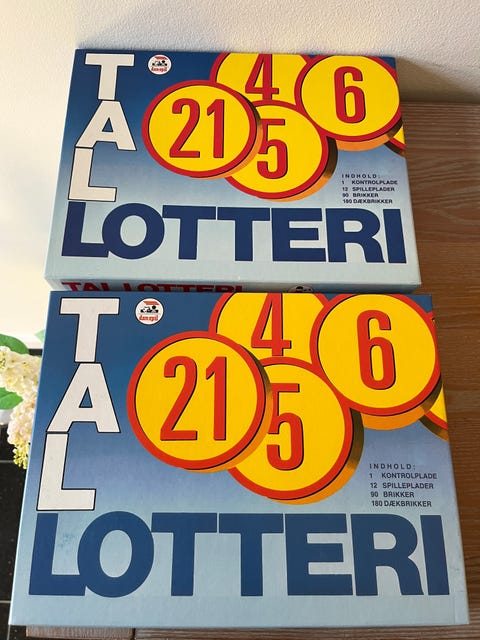 TAL
LOTTERI
21
4
5
6
INDHOLD:
1 KONTROLPLADE
12 SPILLEPLADER
90 BRIKKER
180 DÆKBRIKKER
TAL LOTTERI
TAL
LOTTERI
21
4
5
6
INDHOLD:
1 KONTROLPLADE
12 SPILLEPLADER
90 BRIKKER
180 DÆKBRIKKER